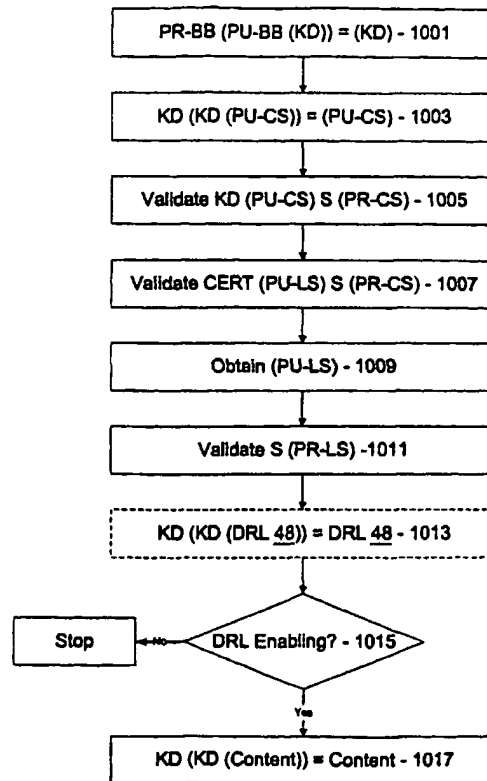 PR-BB (PU-BB (KD)) = (KD) - 1001
KD (KD (PU-CS)) = (PU-CS) - 1003
Validate KD (PU-CS) S (PR-CS) - 1005
Validate CERT (PU-LS) S (PR-CS) - 1007
Obtain (PU-LS) - 1009
Validate S (PR-LS) -1011
KD (KD (DRL 48)) = DRL 48 - 1013
Stop
No
DRL Enabling? - 1015
Yes
KD (KD (Content)) = Content - 1017